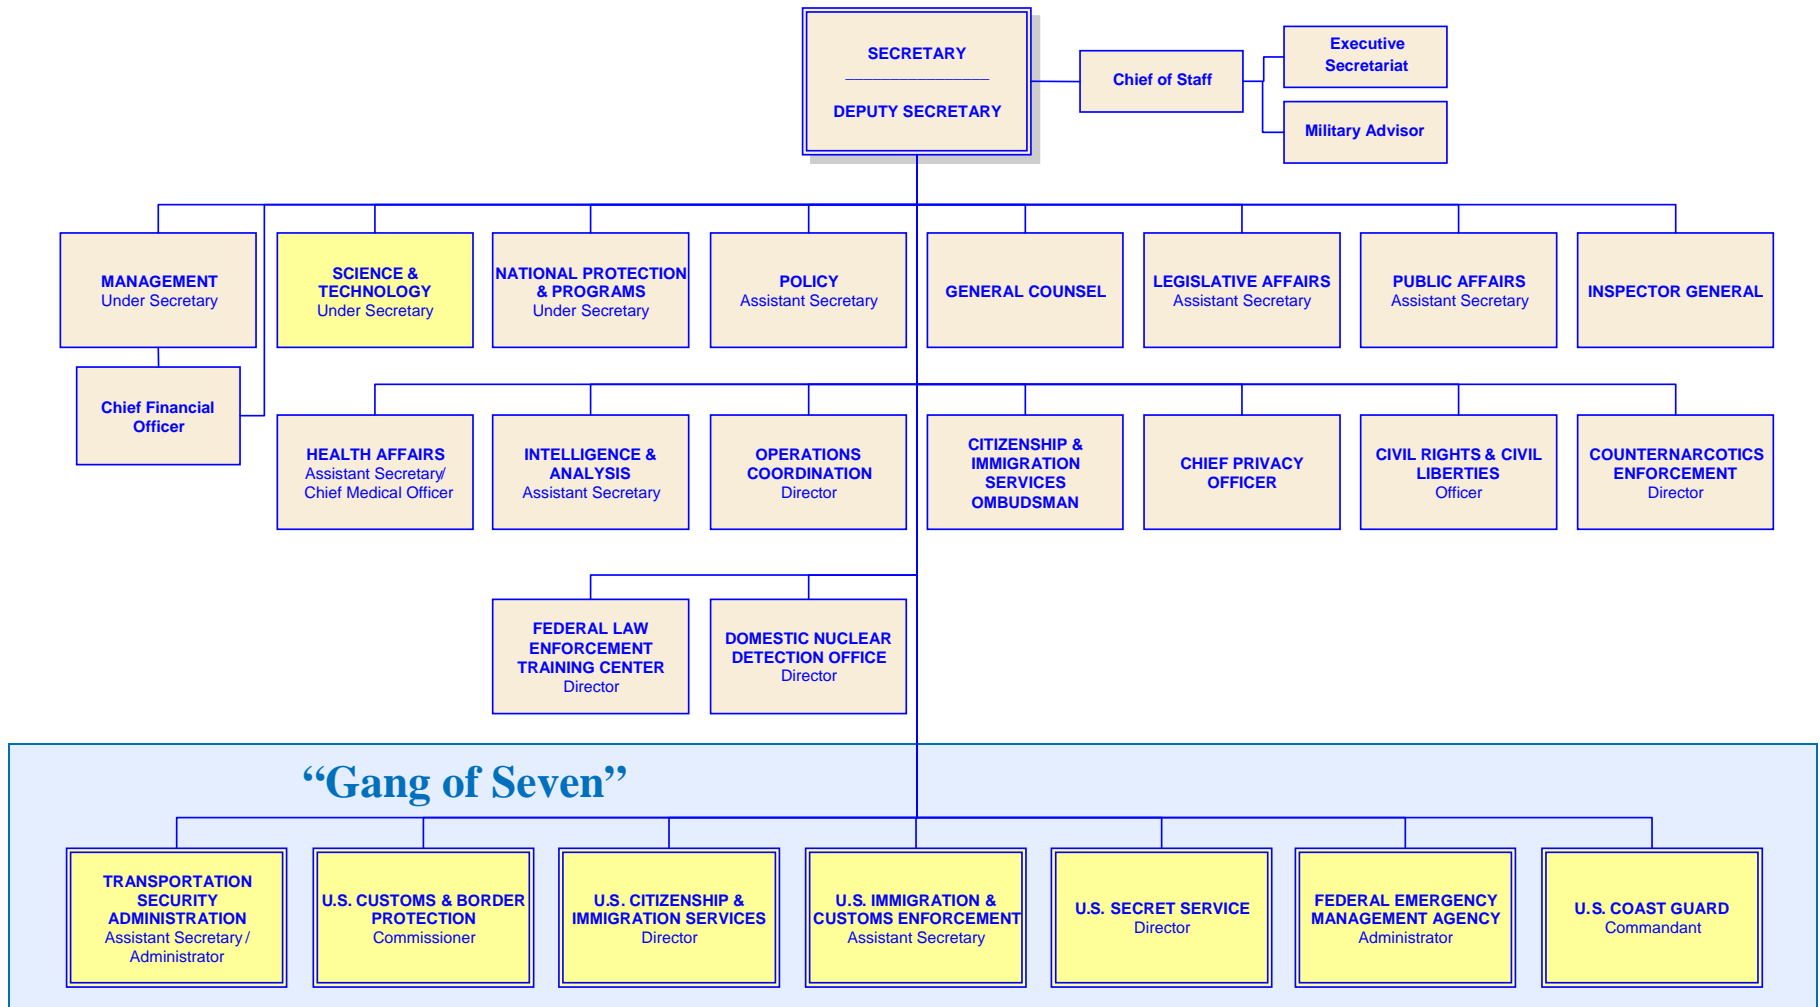 SECRETARY
________________
DEPUTY SECRETARY
Chief of Staff
Executive
Secretariat
Military Advisor
MANAGEMENT
Under Secretary
SCIENCE &
TECHNOLOGY
Under Secretary
NATIONAL PROTECTION
& PROGRAMS
Under Secretary
POLICY
Assistant Secretary
GENERAL COUNSEL
LEGISLATIVE AFFAIRS
Assistant Secretary
PUBLIC AFFAIRS
Assistant Secretary
INSPECTOR GENERAL
Chief Financial
Officer
HEALTH AFFAIRS
Assistant Secretary/
Chief Medical Officer
INTELLIGENCE &
ANALYSIS
Assistant Secretary
OPERATIONS
COORDINATION
Director
CITIZENSHIP &
IMMIGRATION
SERVICES
OMBUDSMAN
CHIEF PRIVACY
OFFICER
CIVIL RIGHTS & CIVIL
LIBERTIES
Officer
COUNTERNARCOTICS
ENFORCEMENT
Director
FEDERAL LAW
ENFORCEMENT
TRAINING CENTER
Director
DOMESTIC NUCLEAR
DETECTION OFFICE
Director
“Gang of Seven”
TRANSPORTATION
SECURITY
ADMINISTRATION
Assistant Secretary /
Administrator
U.S. CUSTOMS & BORDER
PROTECTION
Commissioner
U.S. CITIZENSHIP &
IMMIGRATION SERVICES
Director
U.S. IMMIGRATION &
CUSTOMS ENFORCEMENT
Assistant Secretary
U.S. SECRET SERVICE
Director
FEDERAL EMERGENCY
MANAGEMENT AGENCY
Administrator
U.S. COAST GUARD
Commandant